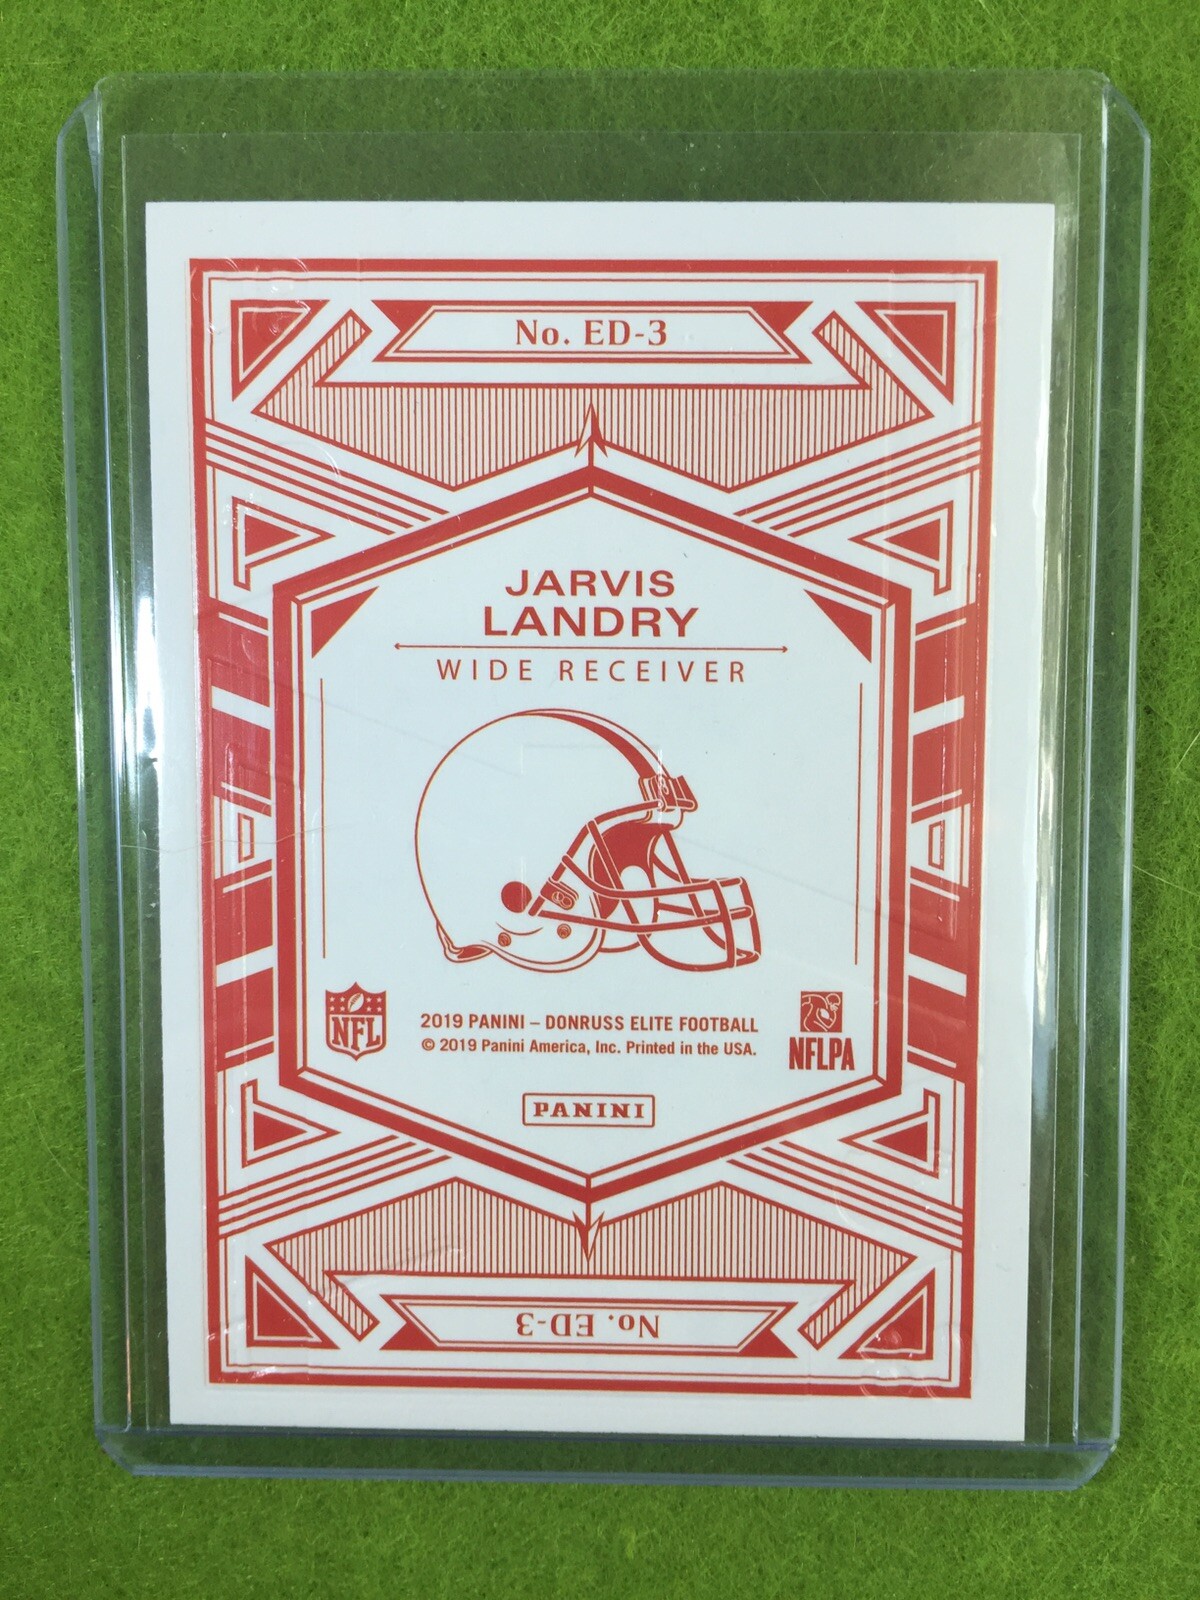 No. ED-3
JARVIS
LANDRY
WIDE RECEIVER
NFL
2019 PANINI – DONRUSS ELITE FOOTBALL
© 2019 Panini America, Inc. Printed in the USA.
NFLPA
PANINI
No. ED-3